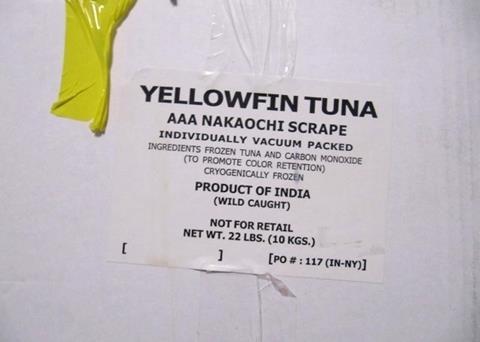 YELLOWFIN TUNA
AAA NAKAOCHI SCRAPE
INDIVIDUALLY VACUUM PACKED
INGREDIENTS FROZEN TUNA AND CARBON MONOXIDE
(TO PROMOTE COLOR RETENTION)
CRYOGENICALLY FROZEN
PRODUCT OF INDIA
(WILD CAUGHT)
NOT FOR RETAIL
NET WT. 22 LBS. (10 KGS.)
[ ] [PO # : 117 (IN-NY)]